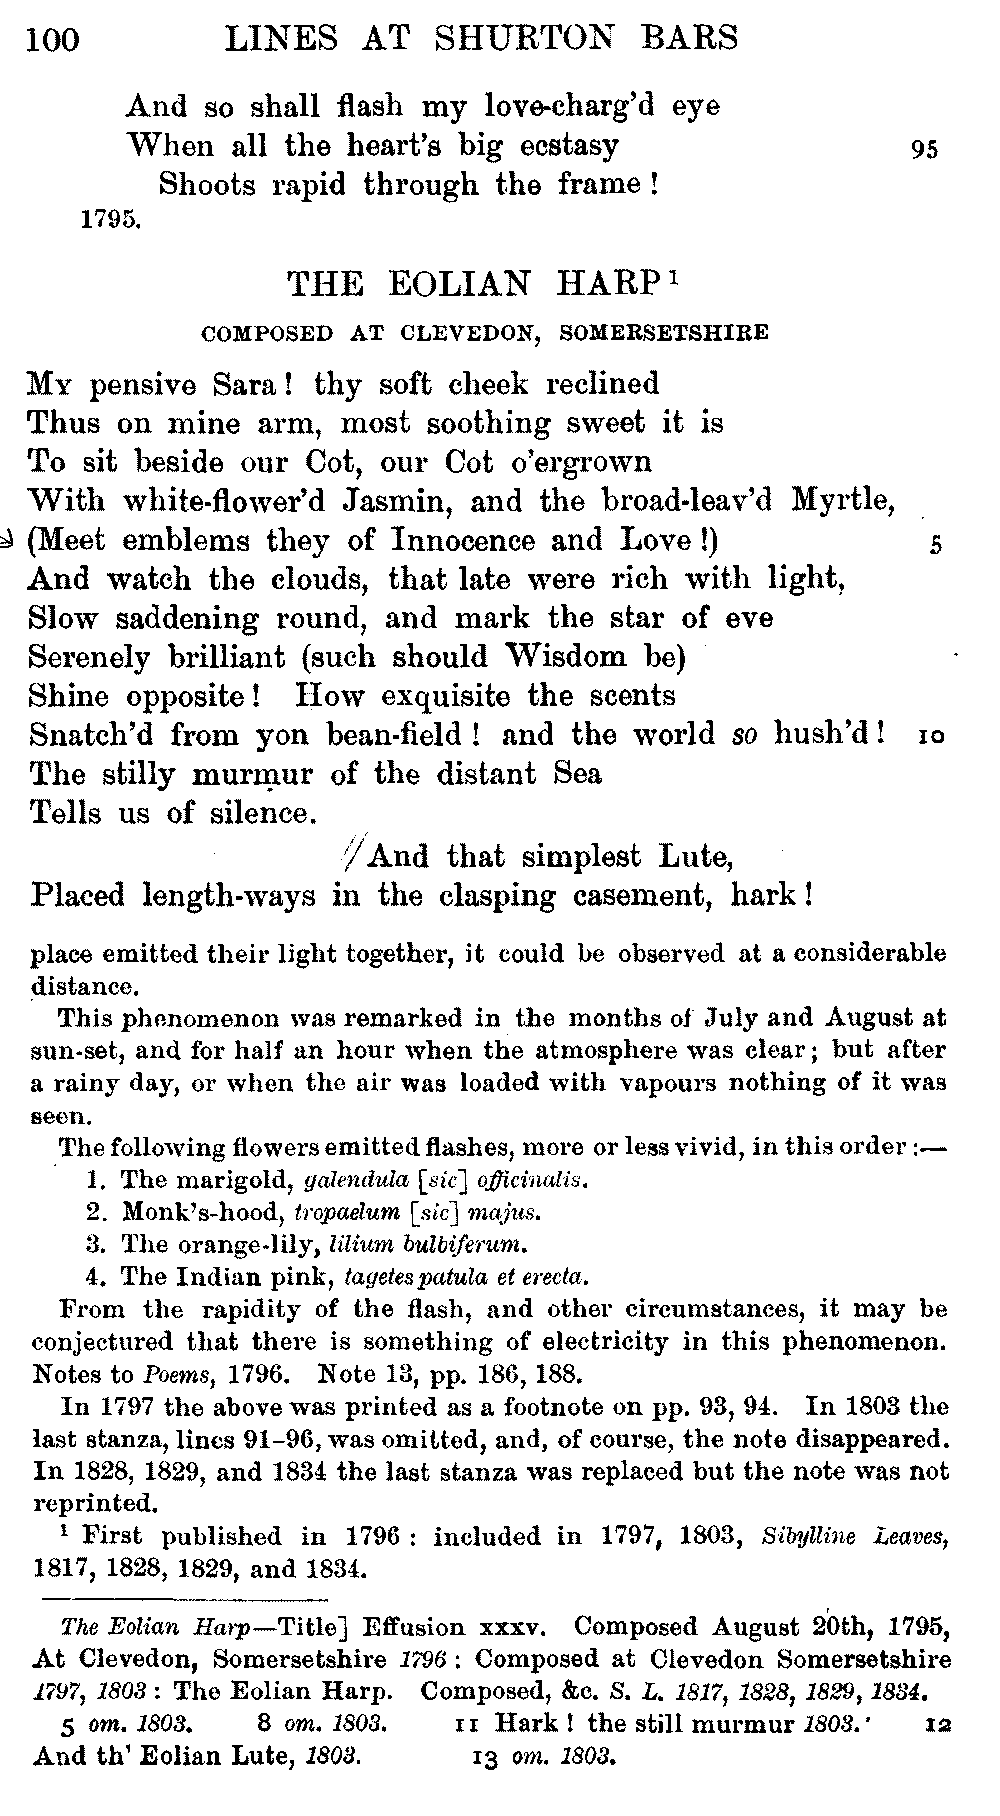 100 LINES AT SHURTON BARS
And so shall flash my love-charg'd eye
When all the heart's big ecstasy 95
Shoots rapid through the frame !
1795.
THE EOLIAN HARP 1
COMPOSED AT CLEVEDON, SOMERSETSHIRE
MY pensive Sara ! thy soft cheek reclined
Thus on mine arm, most soothing sweet it is
To sit beside our Cot, our Cot o'ergrown
With white-flower'd Jasmin, and the broad-leav'd Myrtle,
(Meet emblems they of Innocence and Love !) 5
And watch the clouds, that late were rich with light,
Slow saddening round, and mark the star of eve
Serenely brilliant (such should Wisdom be)
Shine opposite ! How exquisite the scents
Snatch'd from yon bean-field ! and the world so hush'd ! 10
The stilly murmur of the distant Sea
Tells us of silence.
And that simplest Lute,
Placed length-ways in the clasping casement, hark !
place emitted their light together, it could be observed at a considerable
distance.
This phenomenon was remarked in the months of July and August at
sun-set, and for half an hour when the atmosphere was clear ; but after
a rainy day, or when the air was loaded with vapours nothing of it was
seen.
The following flowers emitted flashes, more or less vivid, in this order :—
1. The marigold, galendula [sic] officinalis.
2. Monk's-hood, tropaelum [sic] majus.
3. The orange-lily, lilium bulbiferum.
4. The Indian pink, tagetes patula et erecta.
From the rapidity of the flash, and other circumstances, it may be
conjectured that there is something of electricity in this phenomenon.
Notes to Poems, 1796. Note 13, pp. 186, 188.
In 1797 the above was printed as a footnote on pp. 93, 94. In 1803 the
last stanza, lines 91-96, was omitted, and, of course, the note disappeared.
In 1828, 1829, and 1834 the last stanza was replaced but the note was not
reprinted.
1 First published in 1796 : included in 1797, 1803, Sibylline Leaves,
1817, 1828, 1829, and 1834.
The Eolian Harp—Title] Effusion xxxv. Composed August 20th, 1795,
At Clevedon, Somersetshire 1796 : Composed at Clevedon Somersetshire
1797, 1803 : The Eolian Harp. Composed, &c. S. L. 1817, 1828, 1829, 1834.
5 om. 1803. 8 om. 1803. 11 Hark ! the still murmur 1803. 12
And th' Eolian Lute, 1803. 13 om. 1803.